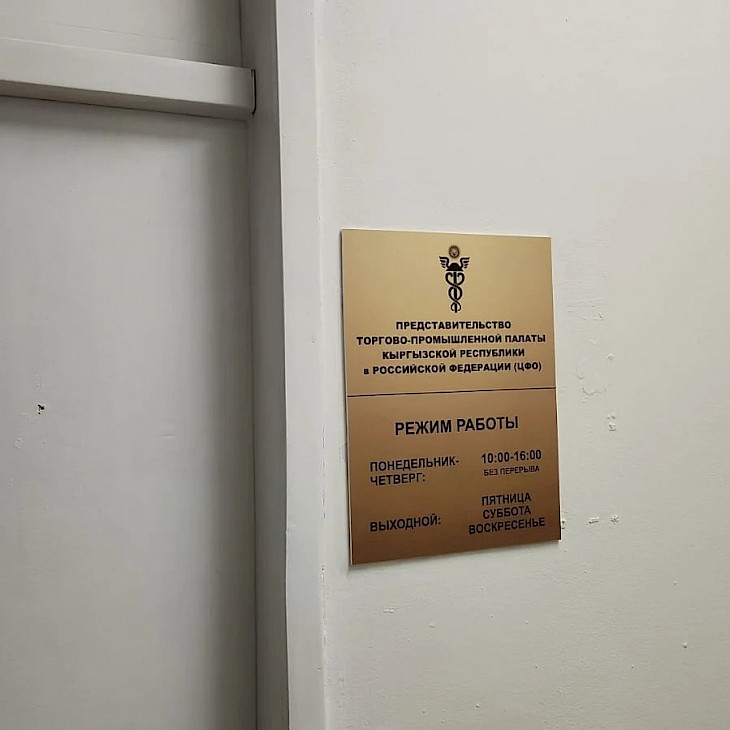 ПРЕДСТАВИТЕЛЬСТВО
ТОРГОВО-ПРОМЫШЛЕННОЙ ПАЛАТЫ
КЫРГЫЗСКОЙ РЕСПУБЛИКИ
в РОССИЙСКОЙ ФЕДЕРАЦИИ (ЦФО)
РЕЖИМ РАБОТЫ
ПОНЕДЕЛЬНИК-
ЧЕТВЕРГ:
10:00-16:00
БЕЗ ПЕРЕРЫВА
ВЫХОДНОЙ:
ПЯТНИЦА
СУББОТА
ВОСКРЕСЕНЬЕ